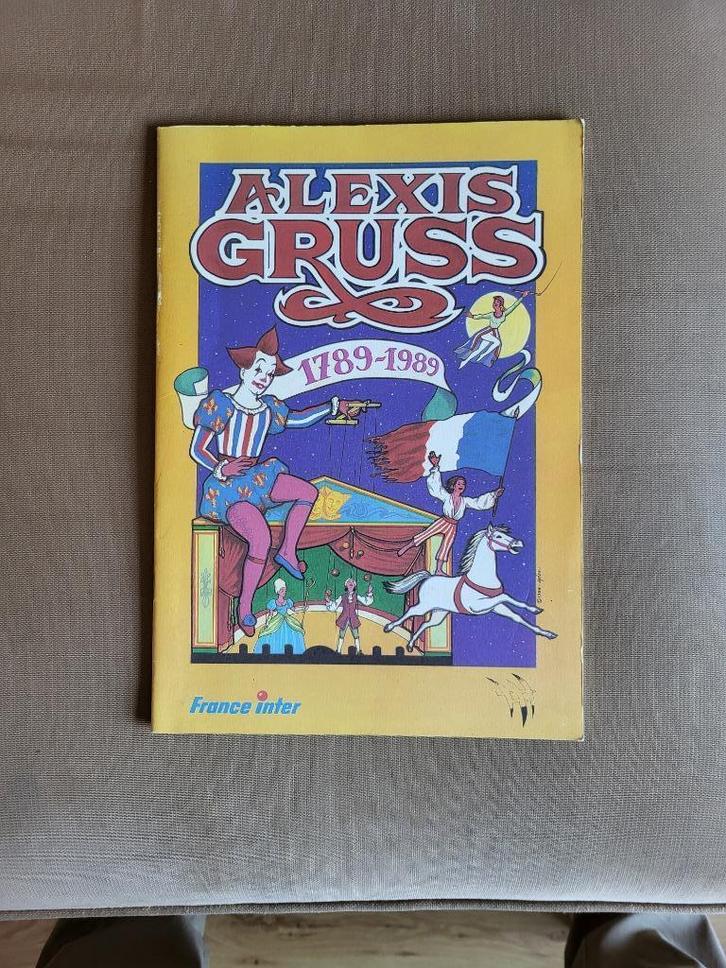 ALEXIS
GRUSS
1789-1989
France inter